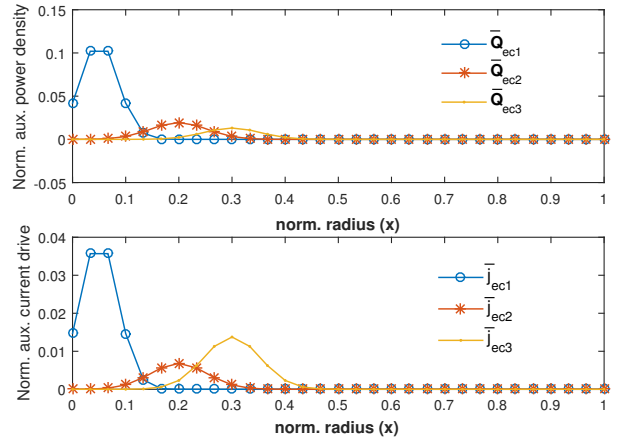 Norm. aux. power density
0.15
0.1
0.05
0
-0.05
0 0.1 0.2 0.3 0.4 0.5 0.6 0.7 0.8 0.9 1
norm. radius (x)
Q̅ec1
Q̅ec2
Q̅ec3
Norm. aux. current drive
0.04
0.03
0.02
0.01
0
0 0.1 0.2 0.3 0.4 0.5 0.6 0.7 0.8 0.9 1
norm. radius (x)
j̅ec1
j̅ec2
j̅ec3